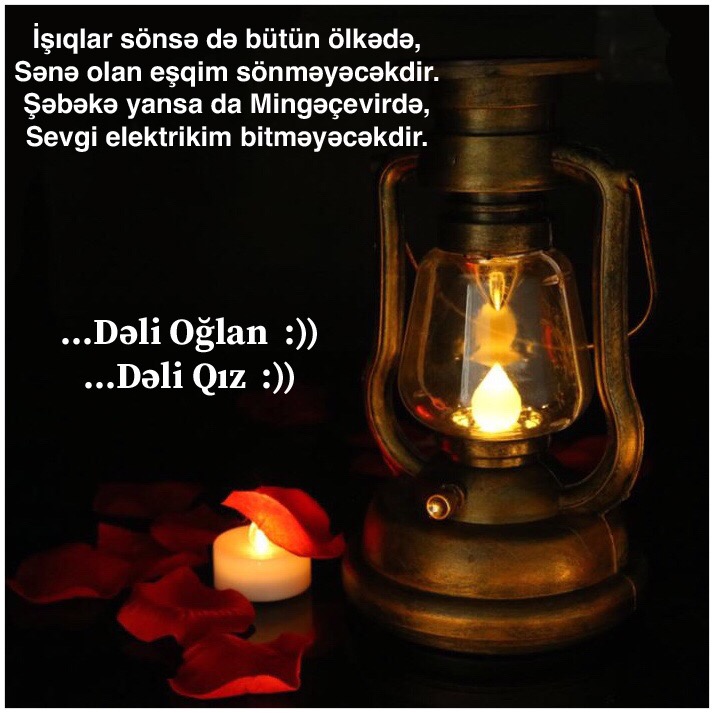 İşıqlar sönsə də bütün ölkədə,
Sənə olan eşqim sönməyəcəkdir.
Şəbəkə yansa da Mingəçevirdə,
Sevgi elektrikim bitməyəcəkdir.
...Dəli Oğlan :))
...Dəli Qız :))